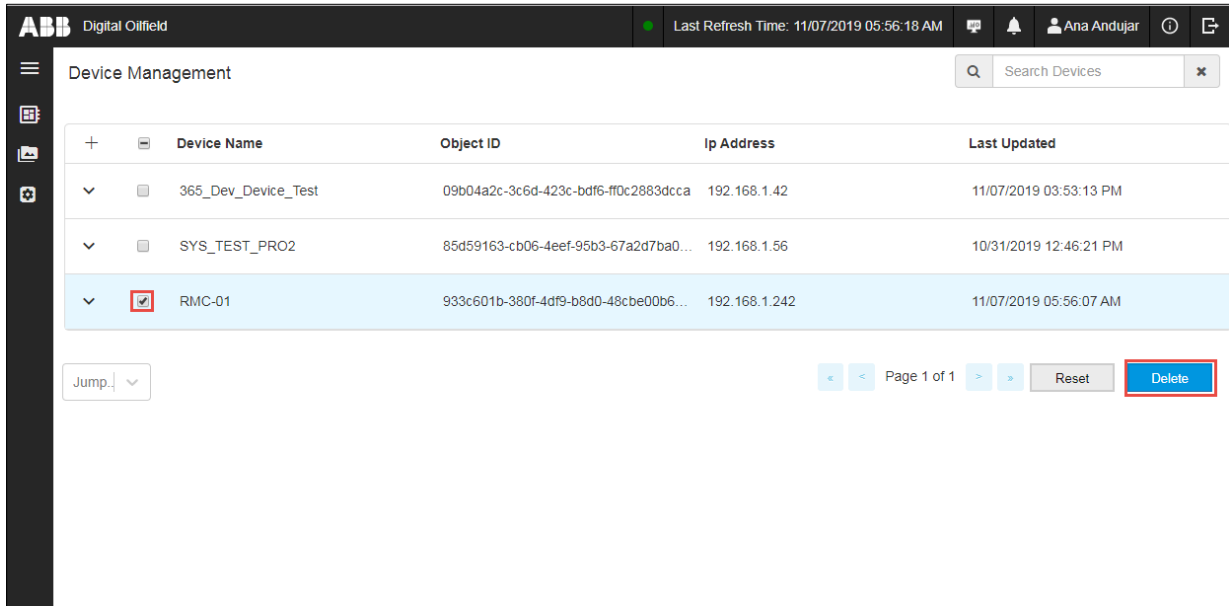 ABB Digital Oilfield Last Refresh Time: 11/07/2019 05:56:18 AM Ana Andujar
Device Management Search Devices
Device Name Object ID Ip Address Last Updated
365_Dev_Device_Test 09b04a2c-3c6d-423c-bdf6-ff0c2883dcca 192.168.1.42 11/07/2019 03:53:13 PM
SYS_TEST_PRO2 85d59163-cb06-4eef-95b3-67a2d7ba0... 192.168.1.56 10/31/2019 12:46:21 PM
RMC-01 933c601b-380f-4df9-b8d0-48cbe00b6... 192.168.1.242 11/07/2019 05:56:07 AM
Jump.. « < Page 1 of 1 > » Reset Delete